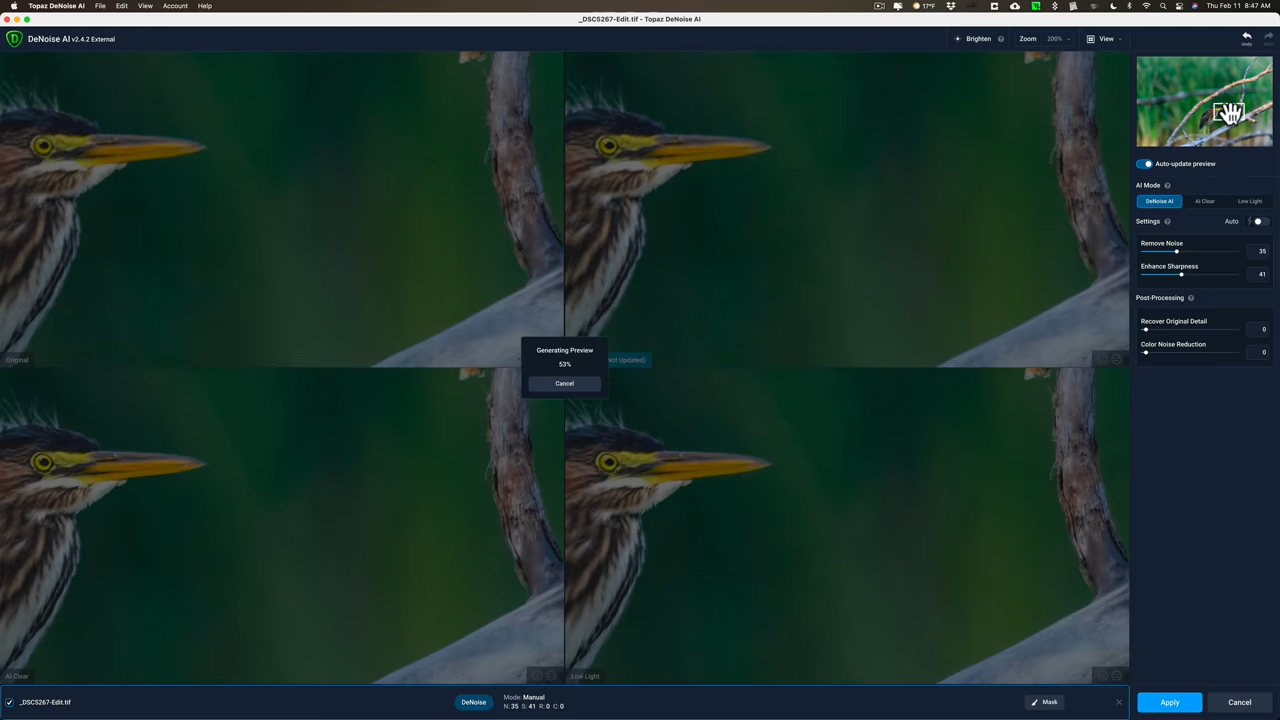 Topaz DeNoise AI File Edit View Account Help 17°F Thu Feb 11 8:47 AM
_DSC5267-Edit.tif - Topaz DeNoise AI
D DeNoise AI v2.4.2 External Brighten ? Zoom 200% View Undo
Auto-update preview
AI Mode ?
DeNoise AI AI Clear Low Light
Settings ? Auto
Remove Noise 35
Enhance Sharpness 41
Post-Processing ?
Recover Original Detail 0
Color Noise Reduction 0
Generating Preview
53%
Cancel
Original Not Updated)
AI Clear Low Light
_DSC5267-Edit.tif DeNoise Mode: Manual Mask Apply Cancel
N: 35 S: 41 R: 0 C: 0